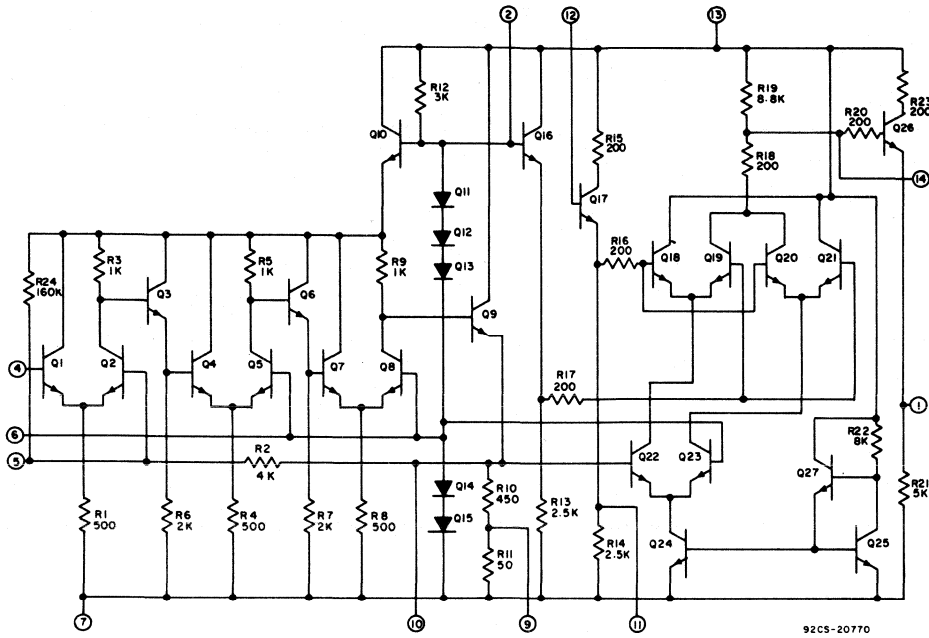 12
2
13
R12
3K
R19
8.8K
R23
200
R20
200
Q10
Q16
Q26
R15
200
R18
200
14
Q11
Q17
Q12
R3
1K
R5
1K
R9
1K
Q13
R16
200
Q18
Q19
Q20
Q21
R24
160K
Q3
Q6
Q9
4
Q1
Q2
Q4
Q5
Q7
Q8
R17
200
1
6
R22
8K
5
R2
4K
Q22
Q23
Q27
R21
5K
Q14
R10
450
R1
500
R6
2K
R4
500
R7
2K
R8
500
Q15
R13
2.5K
R14
2.5K
Q24
Q25
R11
50
7
10
9
11
92CS-20770